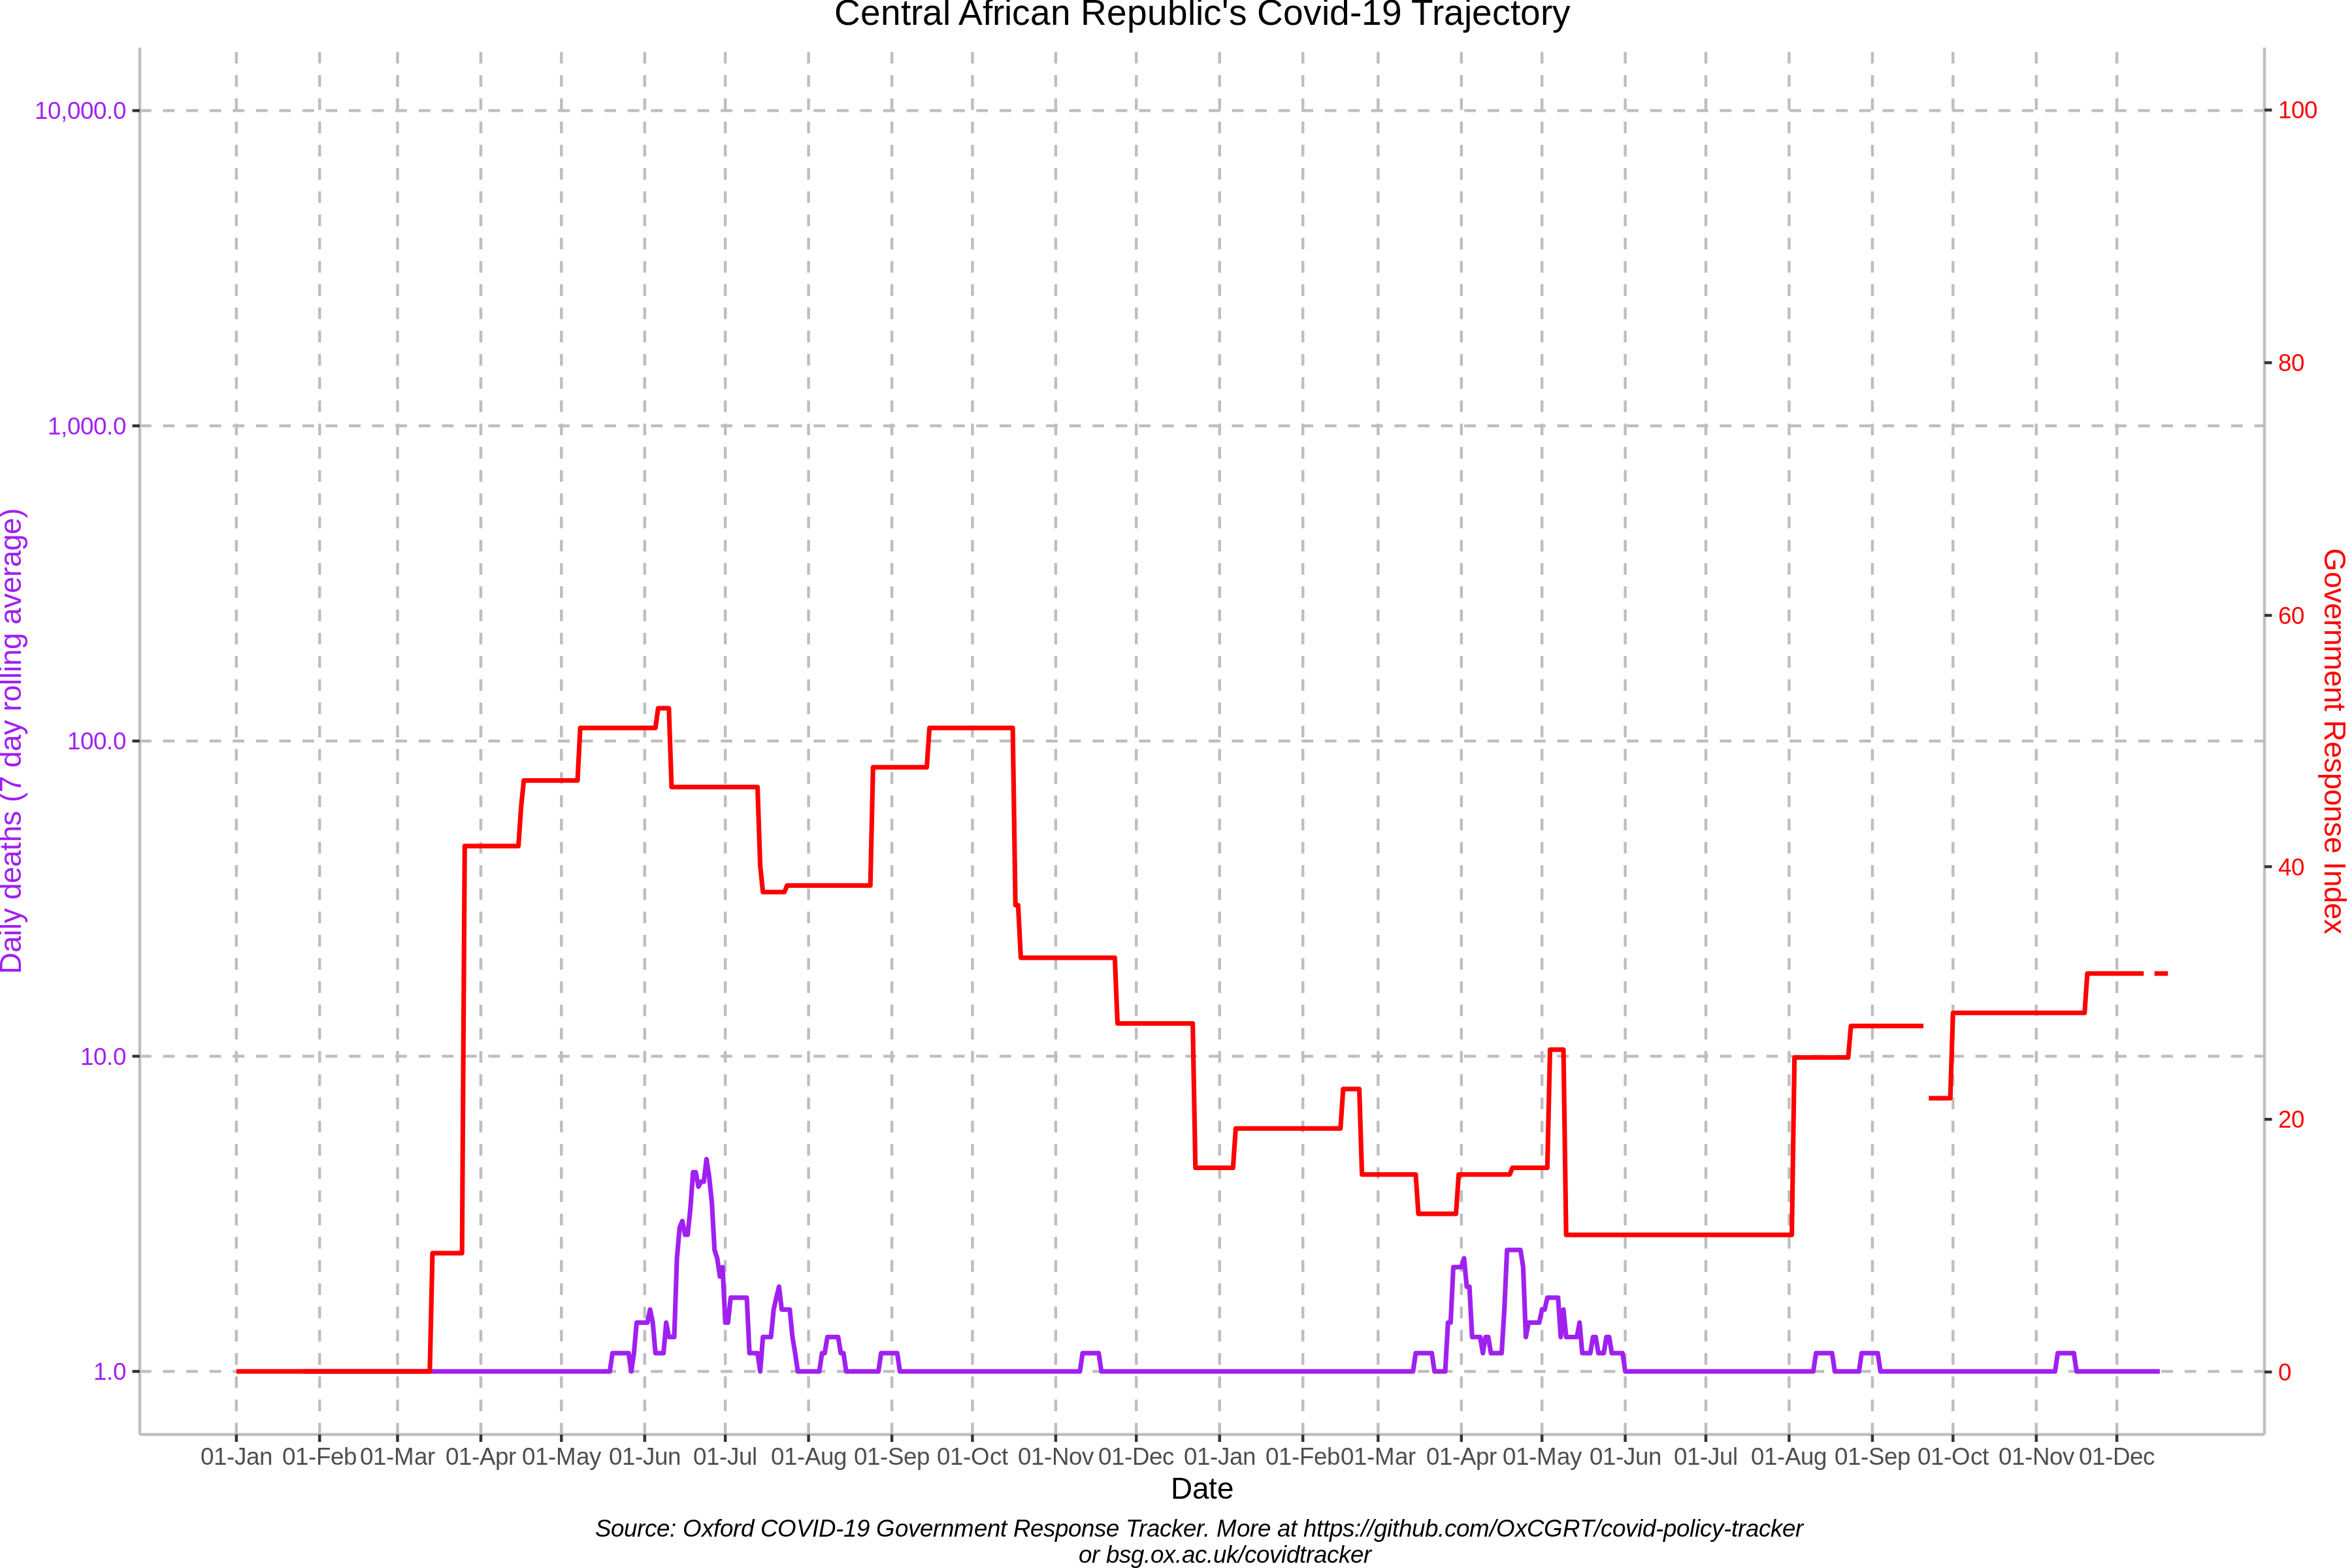 Central African Republic's Covid-19 Trajectory
10,000.0
1,000.0
100.0
10.0
1.0
Daily deaths (7 day rolling average)
100
80
60
40
20
0
Government Response Index
01-Jan 01-Feb 01-Mar 01-Apr 01-May 01-Jun 01-Jul 01-Aug 01-Sep 01-Oct 01-Nov 01-Dec 01-Jan 01-Feb 01-Mar 01-Apr 01-May 01-Jun 01-Jul 01-Aug 01-Sep 01-Oct 01-Nov 01-Dec
Date
Source: Oxford COVID-19 Government Response Tracker. More at https://github.com/OxCGRT/covid-policy-tracker
or bsg.ox.ac.uk/covidtracker